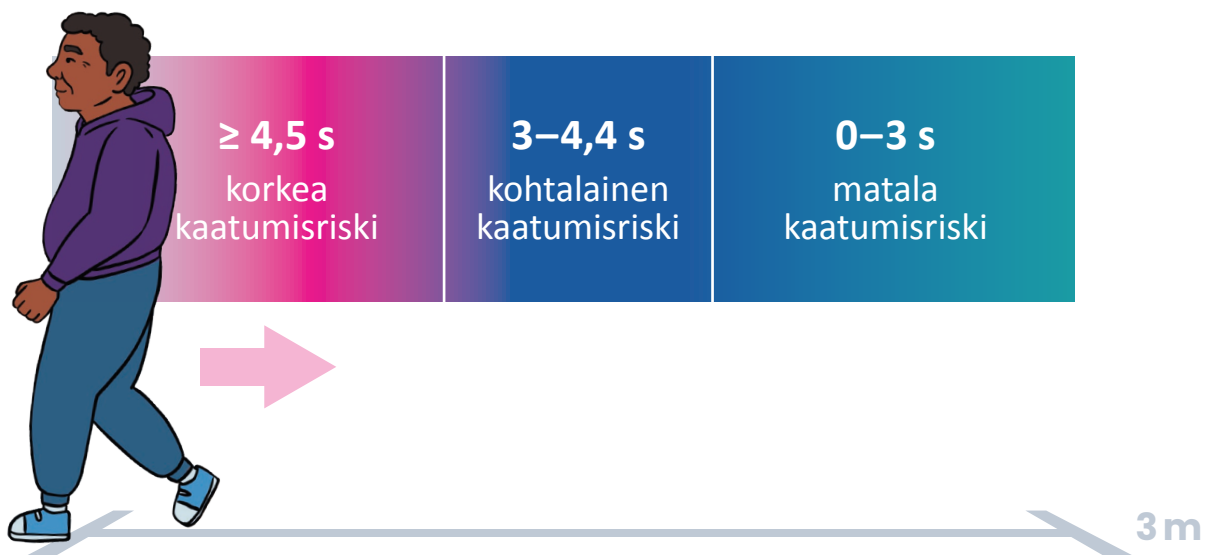 ≥ 4,5 s
korkea
kaatumisriski
3–4,4 s
kohtalainen
kaatumisriski
0–3 s
matala
kaatumisriski
3 m